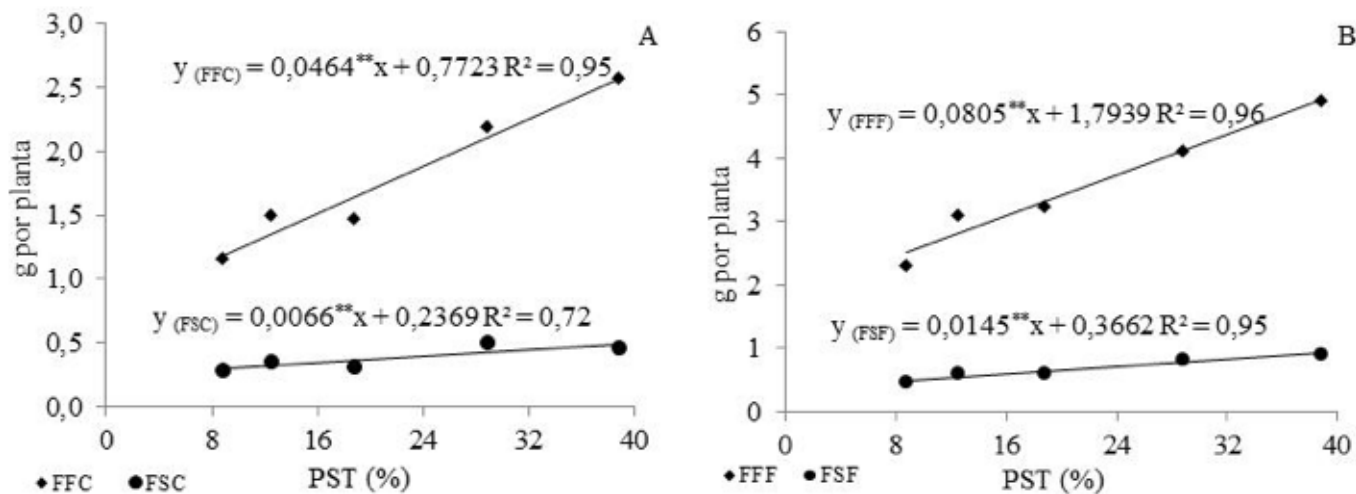 A
3,0
2,5
2,0
1,5
1,0
0,5
0,0
g por planta
y (FFC) = 0,0464**x + 0,7723 R² = 0,95
y (FSC) = 0,0066**x + 0,2369 R² = 0,72
0 8 16 24 32 40
PST (%)
FFC FSC
B
6
5
4
3
2
1
0
g por planta
y (FFF) = 0,0805**x + 1,7939 R² = 0,96
y (FSF) = 0,0145**x + 0,3662 R² = 0,95
0 8 16 24 32 40
PST (%)
FFF FSF